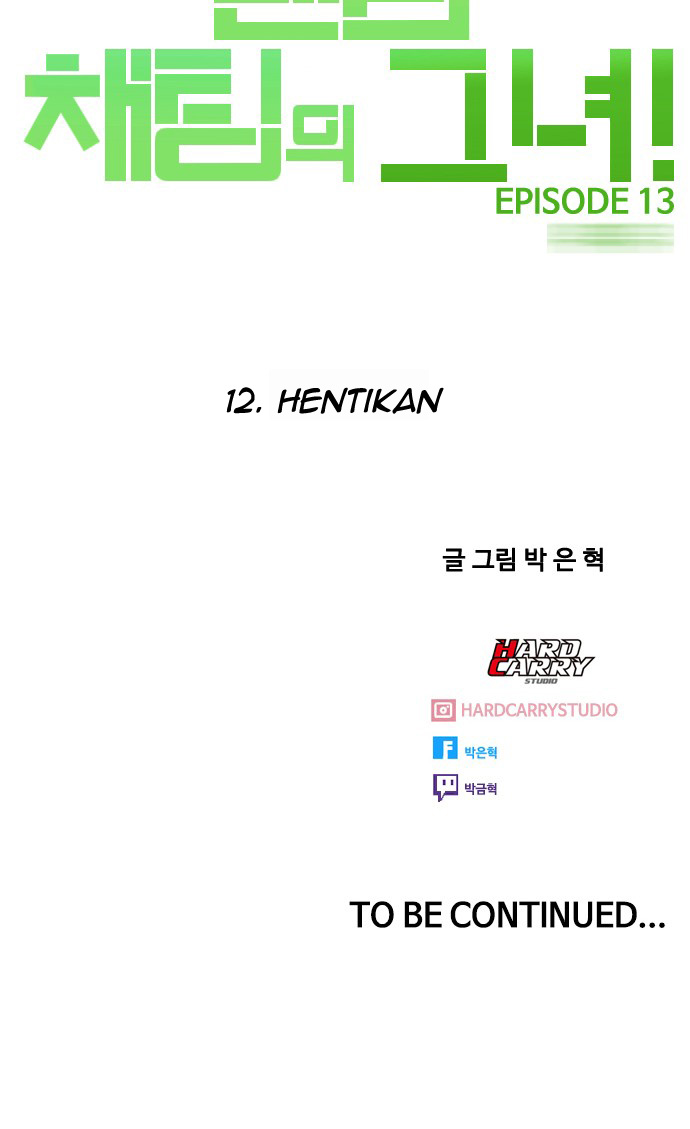 채팅의 그녀!
EPISODE 13
12. HENTIKAN
글 그림 박 은 혁
HARD
CARRY
STUDIO
HARDCARRYSTUDIO
박은혁
박금혁
TO BE CONTINUED...